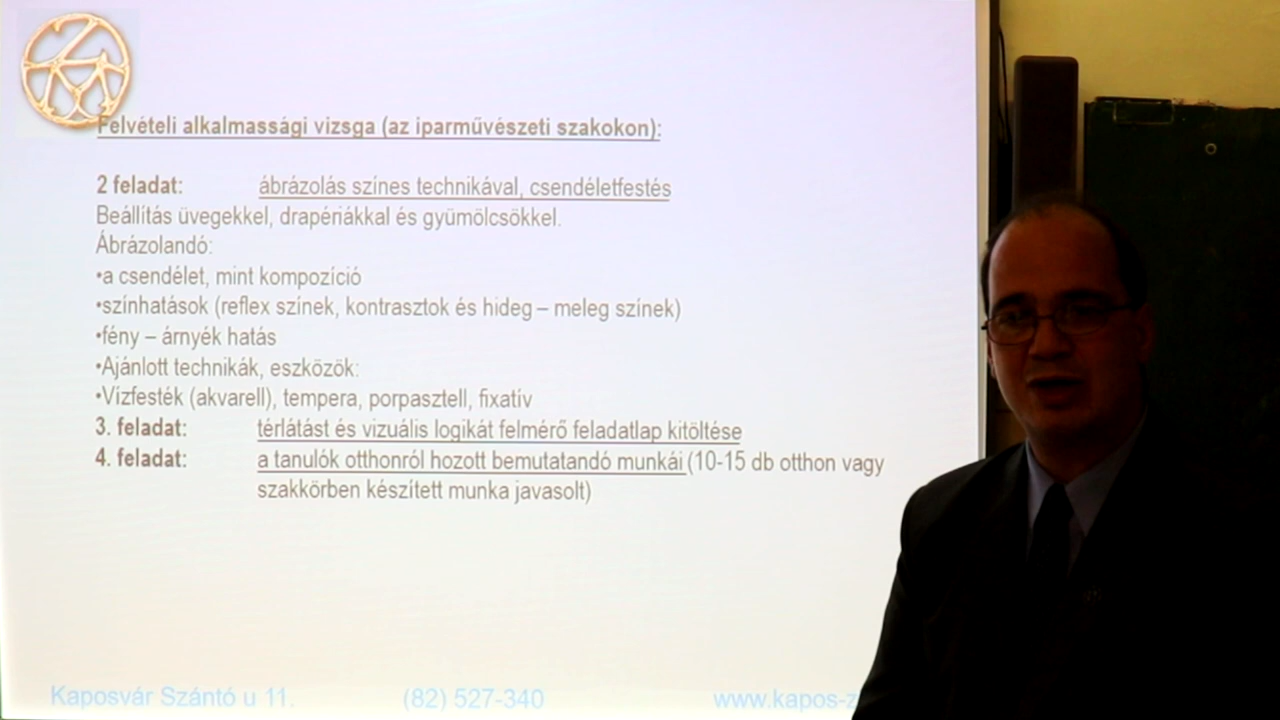 Felvételi alkalmassági vizsga (az iparművészeti szakokon):
2 feladat: ábrázolás színes technikával, csendéletfestés
Beállítás üvegekkel, drapériákkal és gyümölcsökkel.
Ábrázolandó:
•a csendélet, mint kompozíció
•színhatások (reflex színek, kontrasztok és hideg – meleg színek)
•fény – árnyék hatás
•Ajánlott technikák, eszközök:
•Vízfesték (akvarell), tempera, porpasztell, fixatív
3. feladat: térlátást és vizuális logikát felmérő feladatlap kitöltése
4. feladat: a tanulók otthonról hozott bemutatandó munkái (10-15 db otthon vagy
szakkörben készített munka javasolt)
Kaposvár Szántó u 11. (82) 527-340 www.kapos-z